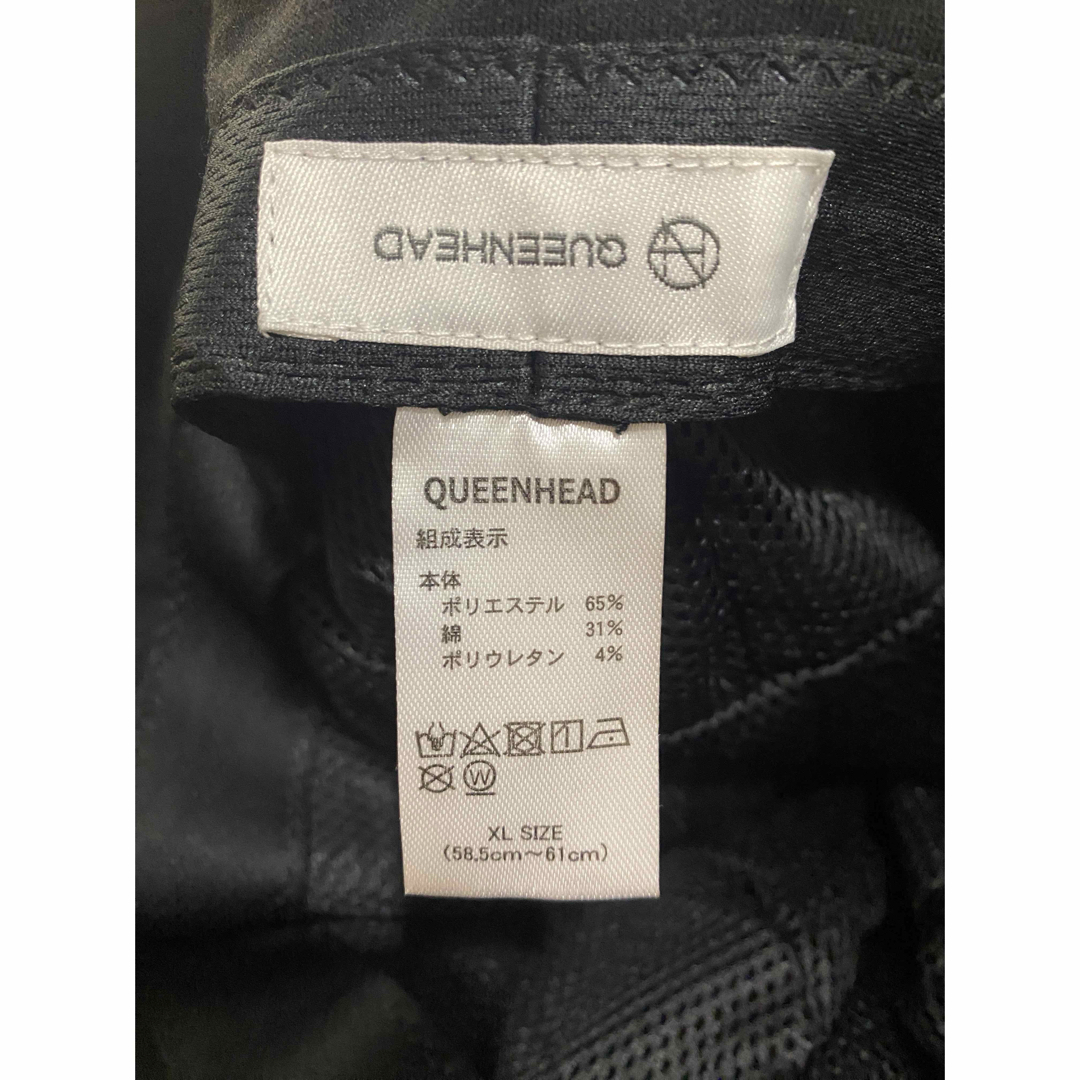 QUEENHEAD
QUEENHEAD
組成表示
本体
ポリエステル 65%
綿 31%
ポリウレタン 4%
W
XL SIZE
(58.5cm～61cm)